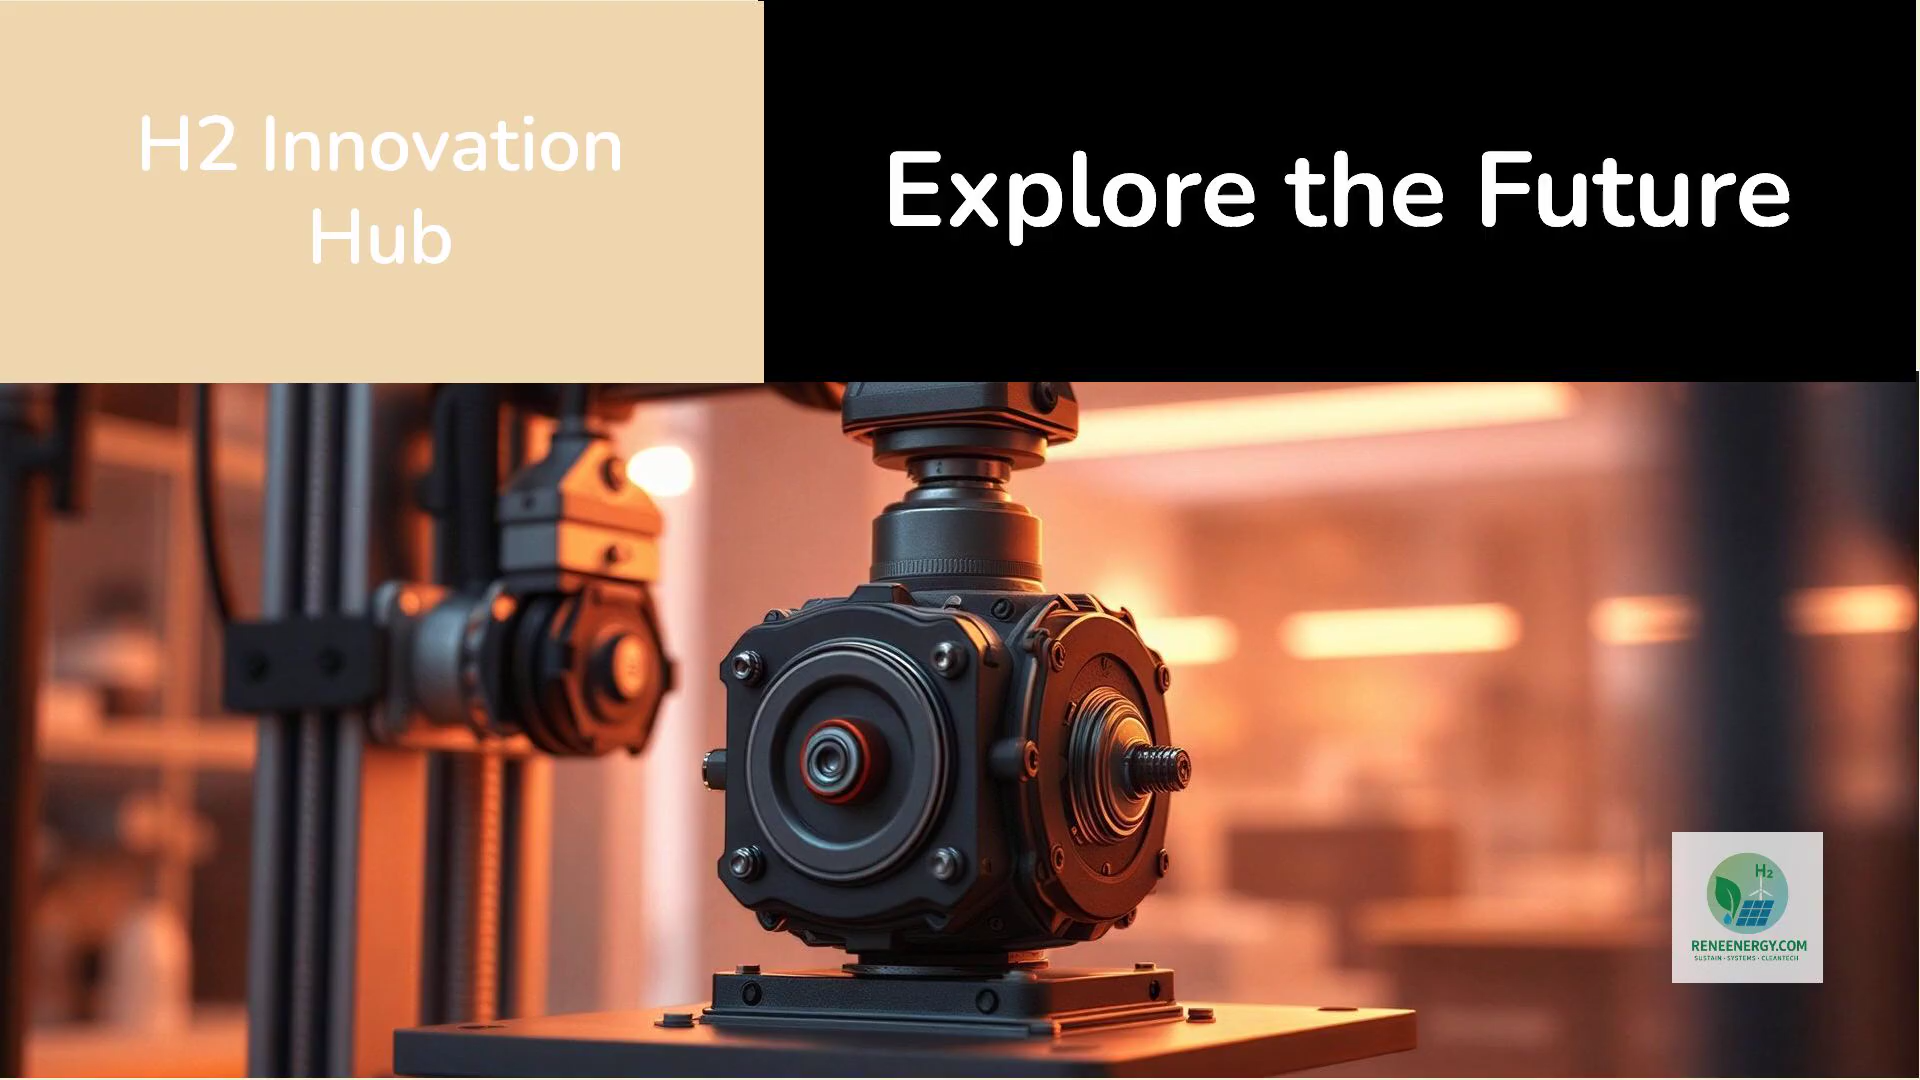 H2 Innovation
Hub
Explore the Future
H2
RENEENERGY.COM
SUSTAIN - SYSTEMS - CLEANTECH